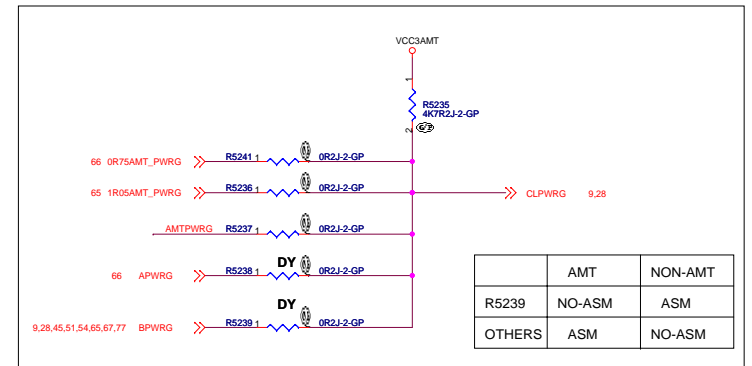 VCC3AMT
1
R5235
4K7R2J-2-GP
2
66 0R75AMT_PWRG R5241 1 0R2J-2-GP
65 1R05AMT_PWRG R5236 1 0R2J-2-GP
CLPWRG 9,28
AMTPWRG R5237 1 0R2J-2-GP
DY
66 APWRG R5238 1 0R2J-2-GP
DY
9,28,45,51,54,65,67,77 BPWRG R5239 1 0R2J-2-GP
AMT NON-AMT
R5239 NO-ASM ASM
OTHERS ASM NO-ASM